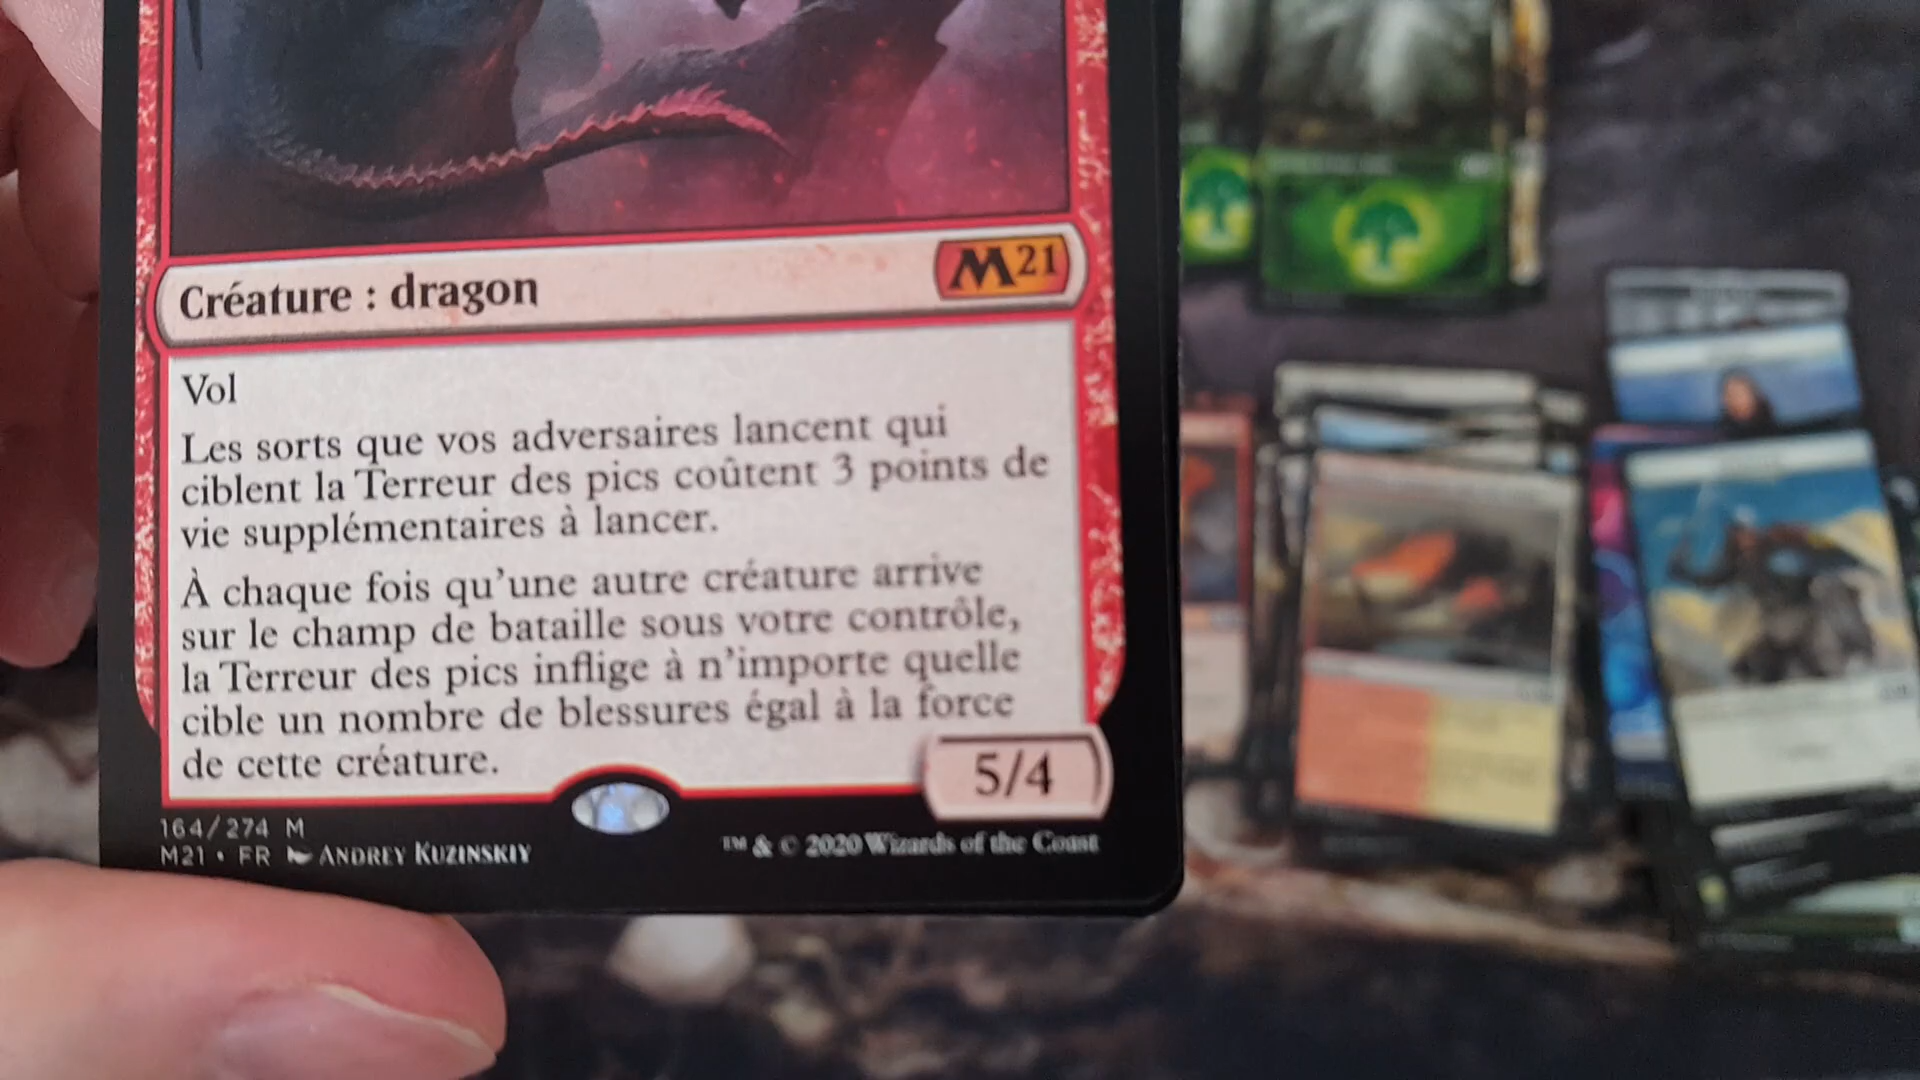 Créature : dragon
M21
Vol
Les sorts que vos adversaires lancent qui
ciblent la Terreur des pics coûtent 3 points de
vie supplémentaires à lancer.
À chaque fois qu'une autre créature arrive
sur le champ de bataille sous votre contrôle,
la Terreur des pics inflige à n'importe quelle
cible un nombre de blessures égal à la force
de cette créature.
5/4
164/274 M
M21 • FR ANDREY KUZINSKIY
™ & © 2020 Wizards of the Coast